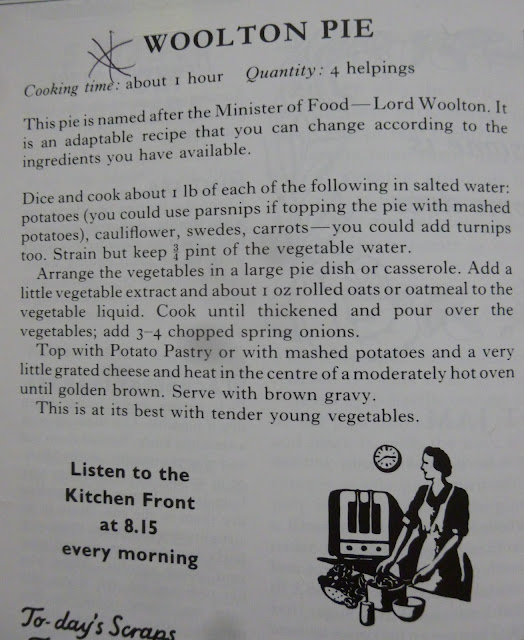 WOOLTON PIE
Cooking time: about 1 hour Quantity: 4 helpings
This pie is named after the Minister of Food—Lord Woolton. It
is an adaptable recipe that you can change according to the
ingredients you have available.
Dice and cook about 1 lb of each of the following in salted water:
potatoes (you could use parsnips if topping the pie with mashed
potatoes), cauliflower, swedes, carrots—you could add turnips
too. Strain but keep ¾ pint of the vegetable water.
Arrange the vegetables in a large pie dish or casserole. Add a
little vegetable extract and about 1 oz rolled oats or oatmeal to the
vegetable liquid. Cook until thickened and pour over the
vegetables; add 3–4 chopped spring onions.
Top with Potato Pastry or with mashed potatoes and a very
little grated cheese and heat in the centre of a moderately hot oven
until golden brown. Serve with brown gravy.
This is at its best with tender young vegetables.
Listen to the
Kitchen Front
at 8.15
every morning
To-day's Scraps